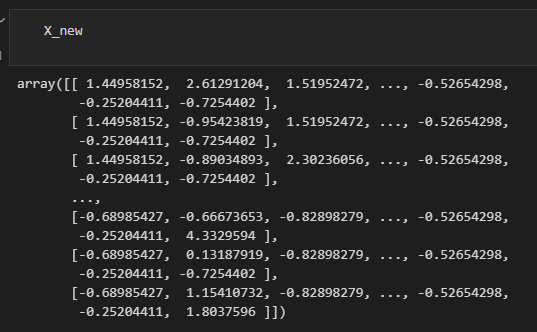 X_new
array([[ 1.44958152,  2.61291204,  1.51952472, ..., -0.52654298,
        -0.25204411, -0.7254402 ],
       [ 1.44958152, -0.95423819,  1.51952472, ..., -0.52654298,
        -0.25204411, -0.7254402 ],
       [ 1.44958152, -0.89034893,  2.30236056, ..., -0.52654298,
        -0.25204411, -0.7254402 ],
       ...,
       [-0.68985427, -0.66673653, -0.82898279, ..., -0.52654298,
        -0.25204411,  4.3329594 ],
       [-0.68985427,  0.13187919, -0.82898279, ..., -0.52654298,
        -0.25204411, -0.7254402 ],
       [-0.68985427,  1.15410732, -0.82898279, ..., -0.52654298,
        -0.25204411,  1.8037596 ]])